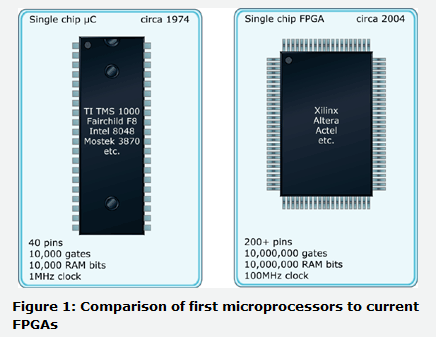 Single chip µC circa 1974
TI TMS 1000
Fairchild F8
Intel 8048
Mostek 3870
etc.
40 pins
10,000 gates
10,000 RAM bits
1MHz clock
Single chip FPGA circa 2004
Xilinx
Altera
Actel
etc.
200+ pins
10,000,000 gates
10,000,000 RAM bits
100MHz clock
Figure 1: Comparison of first microprocessors to current
FPGAs